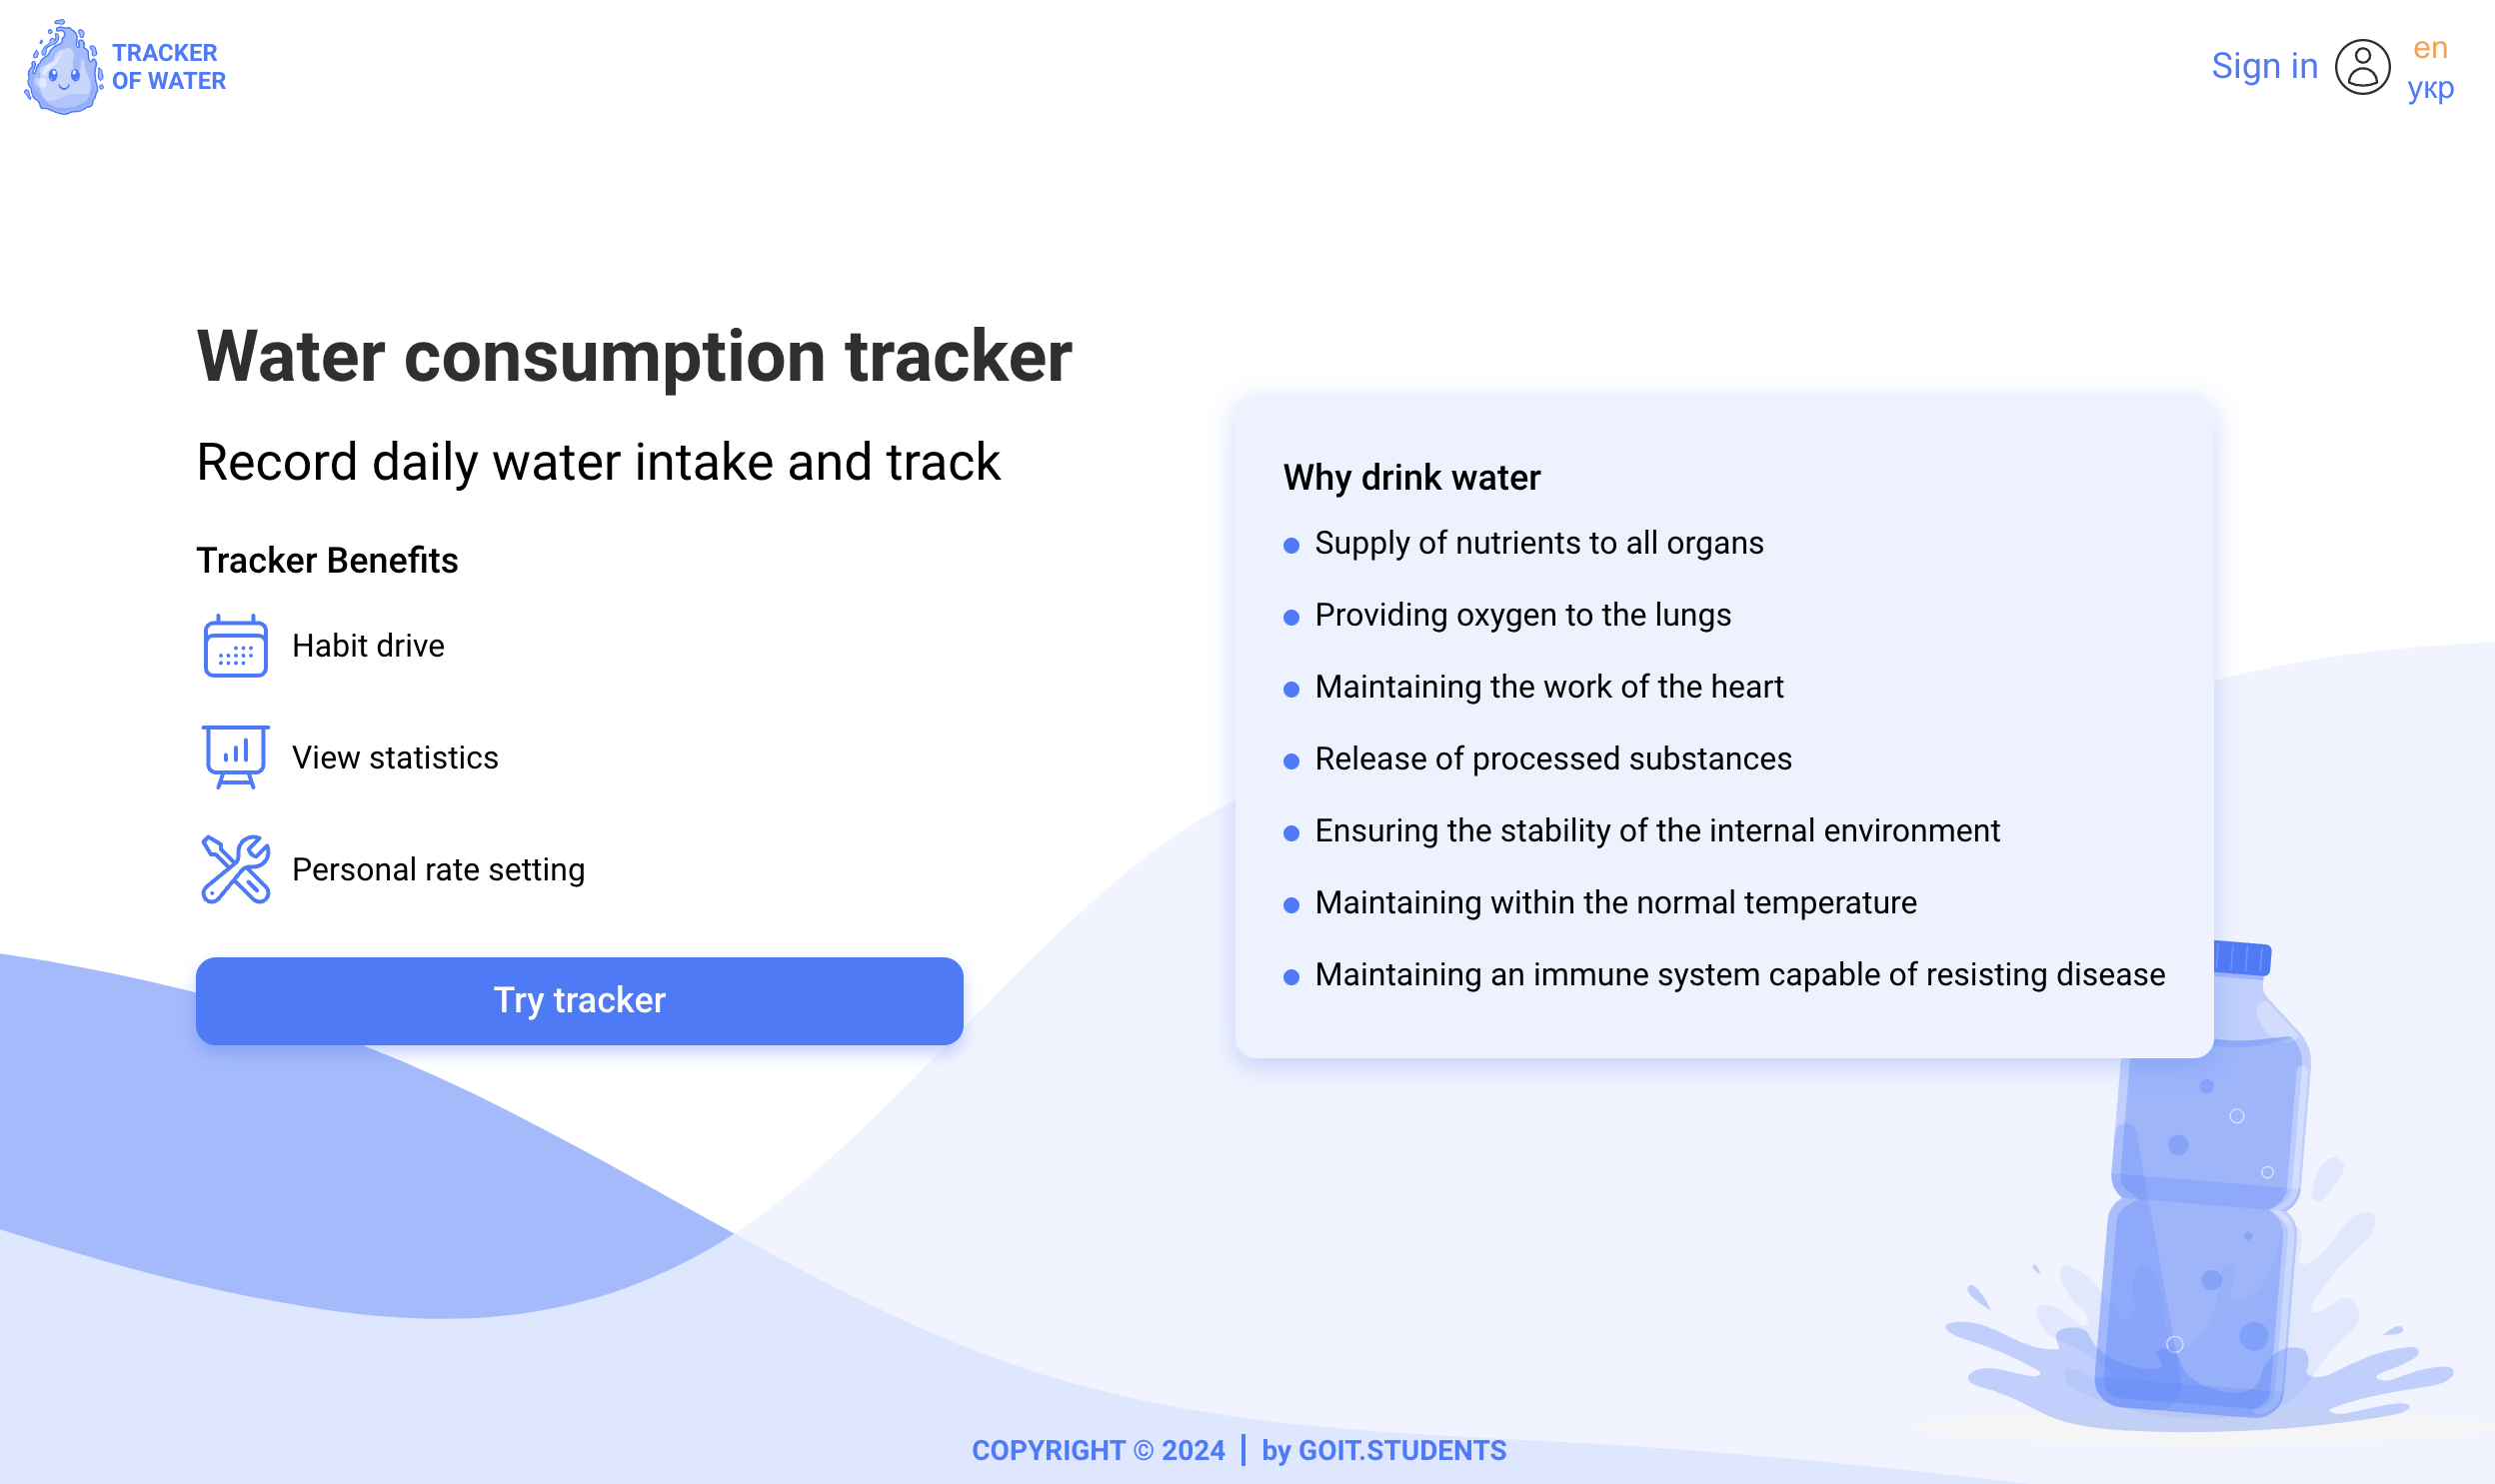 TRACKER
OF WATER
Sign in
en
укр
Water consumption tracker
Record daily water intake and track
Tracker Benefits
Habit drive
View statistics
Personal rate setting
Try tracker
Why drink water
Supply of nutrients to all organs
Providing oxygen to the lungs
Maintaining the work of the heart
Release of processed substances
Ensuring the stability of the internal environment
Maintaining within the normal temperature
Maintaining an immune system capable of resisting disease
COPYRIGHT © 2024 | by GOIT.STUDENTS